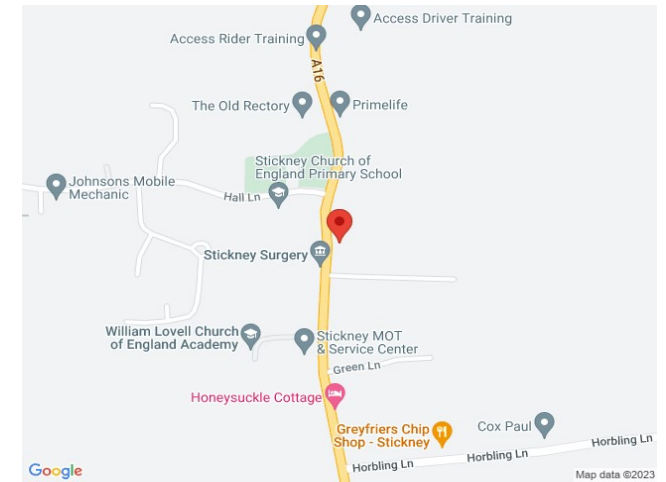 Access Driver Training
Access Rider Training
A16
The Old Rectory
Primelife
Stickney Church of
England Primary School
Johnsons Mobile
Mechanic
Hall Ln
Stickney Surgery
William Lovell Church
of England Academy
Stickney MOT
& Service Center
Green Ln
Honeysuckle Cottage
Greyfriers Chip
Shop - Stickney
Cox Paul
Horbling Ln
Horbling Ln
Horbling Ln
Google
Map data ©2023